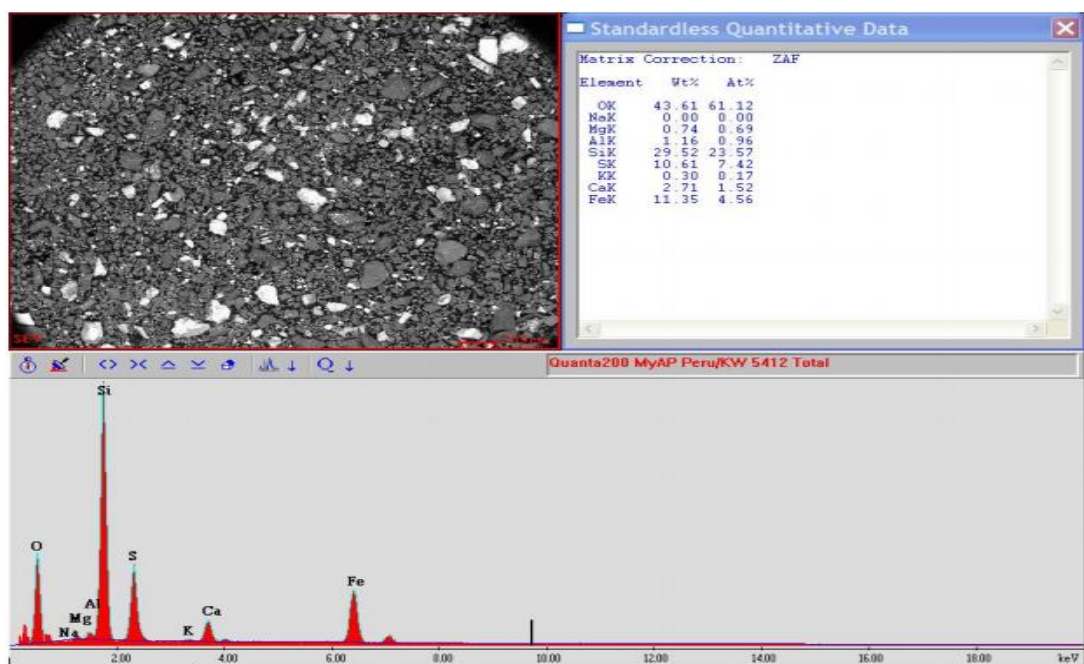 Standardless Quantitative Data
Matrix Correction: ZAF
Element Wt% At%
OK 43.61 61.12
NaK 0.00 0.00
MgK 0.74 0.69
AlK 1.16 0.96
SiK 29.52 23.57
SK 10.61 7.42
KK 0.30 0.17
CaK 2.71 1.52
FeK 11.35 4.56
Q
Quanta200 MyAP Peru/KW 5412 Total
Si
O
S
Fe
Al
Ca
Mg
Na
K
2.00 4.00 6.00 8.00 10.00 12.00 14.00 16.00 18.00 keV